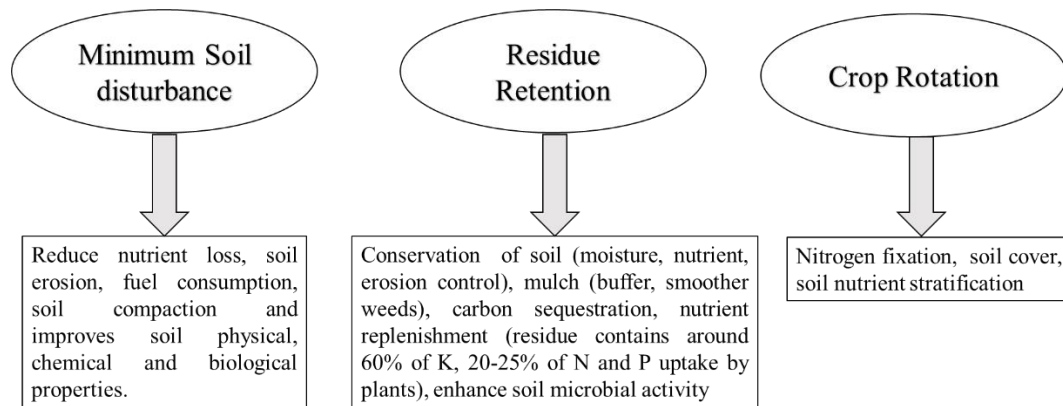 Minimum Soil
disturbance
Reduce nutrient loss, soil
erosion, fuel consumption,
soil compaction and
improves soil physical,
chemical and biological
properties.
Residue
Retention
Conservation of soil (moisture, nutrient,
erosion control), mulch (buffer, smoother
weeds), carbon sequestration, nutrient
replenishment (residue contains around
60% of K, 20-25% of N and P uptake by
plants), enhance soil microbial activity
Crop Rotation
Nitrogen fixation, soil cover,
soil nutrient stratification